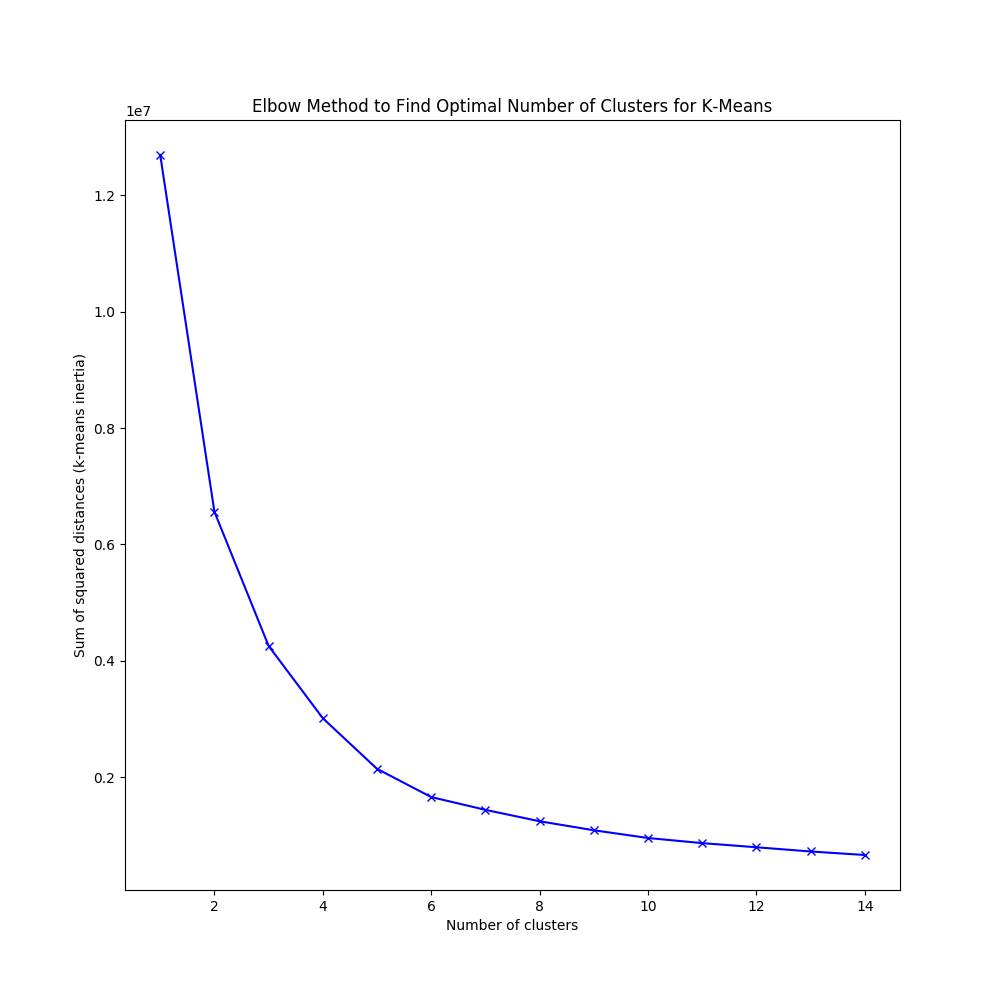 Elbow Method to Find Optimal Number of Clusters for K-Means
1e7
1.2
1.0
0.8
0.6
0.4
0.2
Sum of squared distances (k-means inertia)
2 4 6 8 10 12 14
Number of clusters